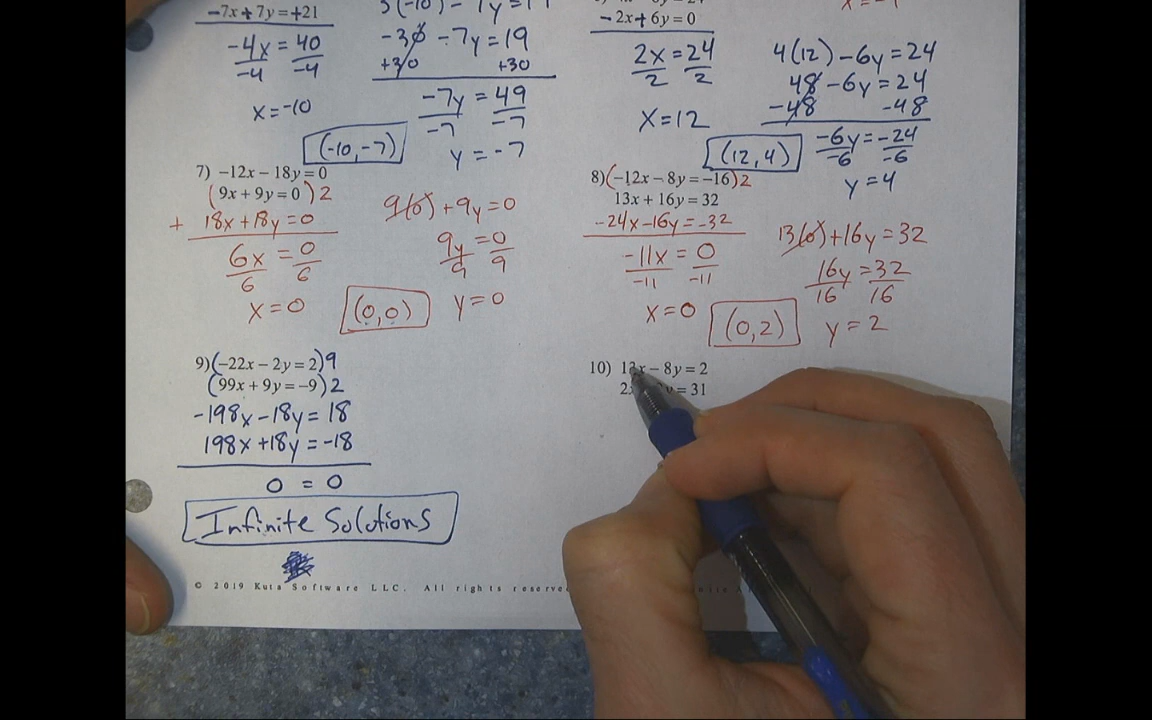 -7x + 7y = +21
-4x = 40
-4 -4
x = -10
-30 - 7y = 19
+30 +30
-7y = 49
-7 -7
y = -7
(-10, -7)
-2x + 6y = 0
2x = 24
2 2
x = 12
4(12) - 6y = 24
48 - 6y = 24
-48 -48
-6y = -24
-6 -6
y = 4
(12, 4)
7) -12x - 18y = 0
(9x + 9y = 0)2
+ 18x + 18y = 0
6x = 0
6 6
x = 0
9(0) + 9y = 0
9y = 0
9 9
y = 0
(0, 0)
8) (-12x - 8y = -16)2
13x + 16y = 32
-24x - 16y = -32
-11x = 0
-11 -11
x = 0
13(0) + 16y = 32
16y = 32
16 16
y = 2
(0, 2)
9) (-22x - 2y = 2)9
(99x + 9y = -9)2
-198x - 18y = 18
198x + 18y = -18
0 = 0
Infinite Solutions
10) - 8y = 2
= 31
© 2019 Kuta Software LLC. All rights reserve